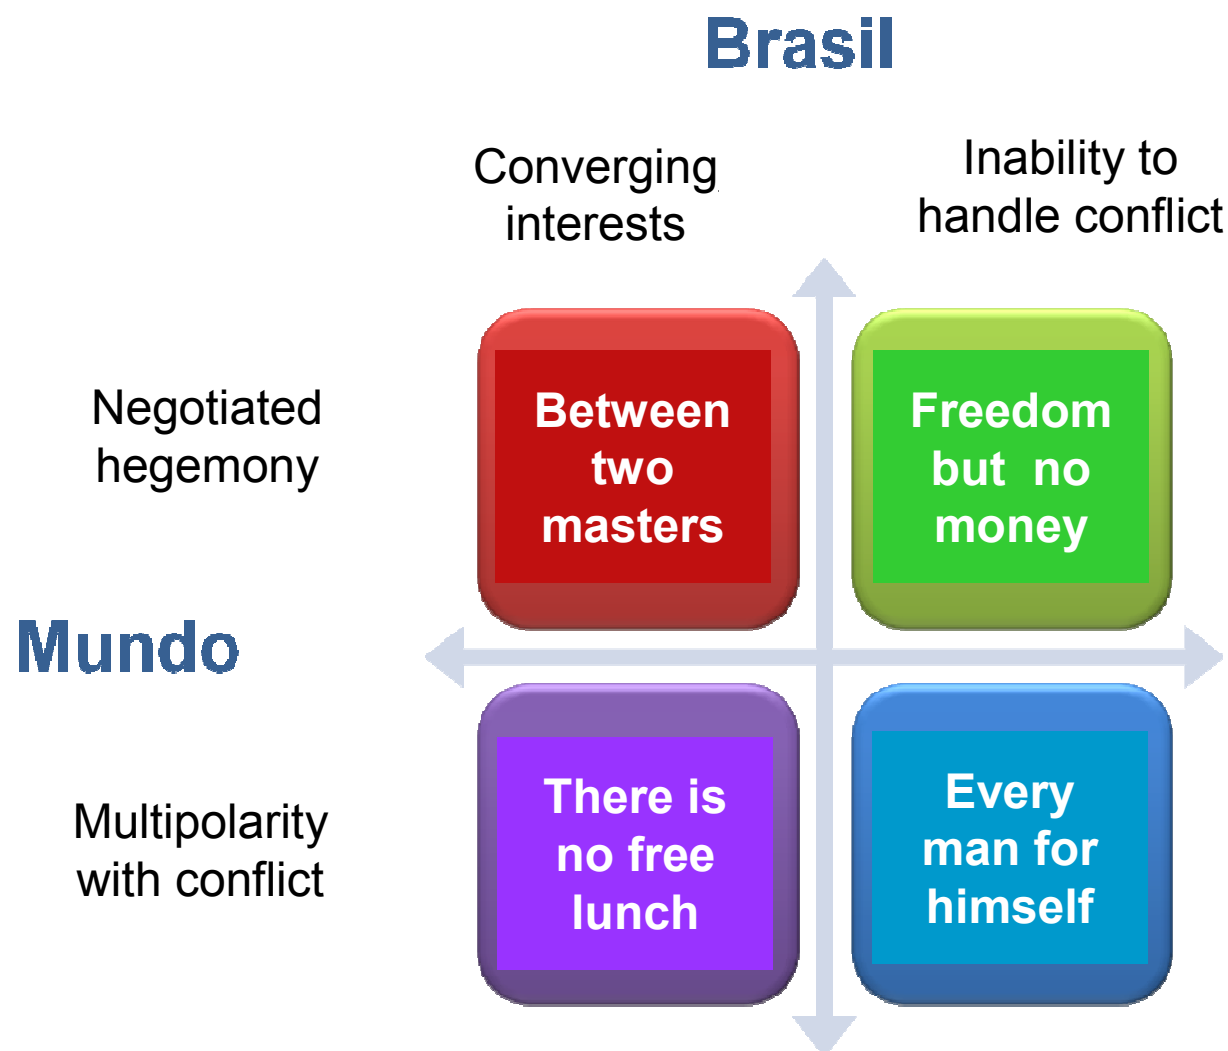 Brasil
Converging
interests
Inability to
handle conflict
Negotiated
hegemony
Between
two
masters
Freedom
but no
money
Mundo
Multipolarity
with conflict
There is
no free
lunch
Every
man for
himself